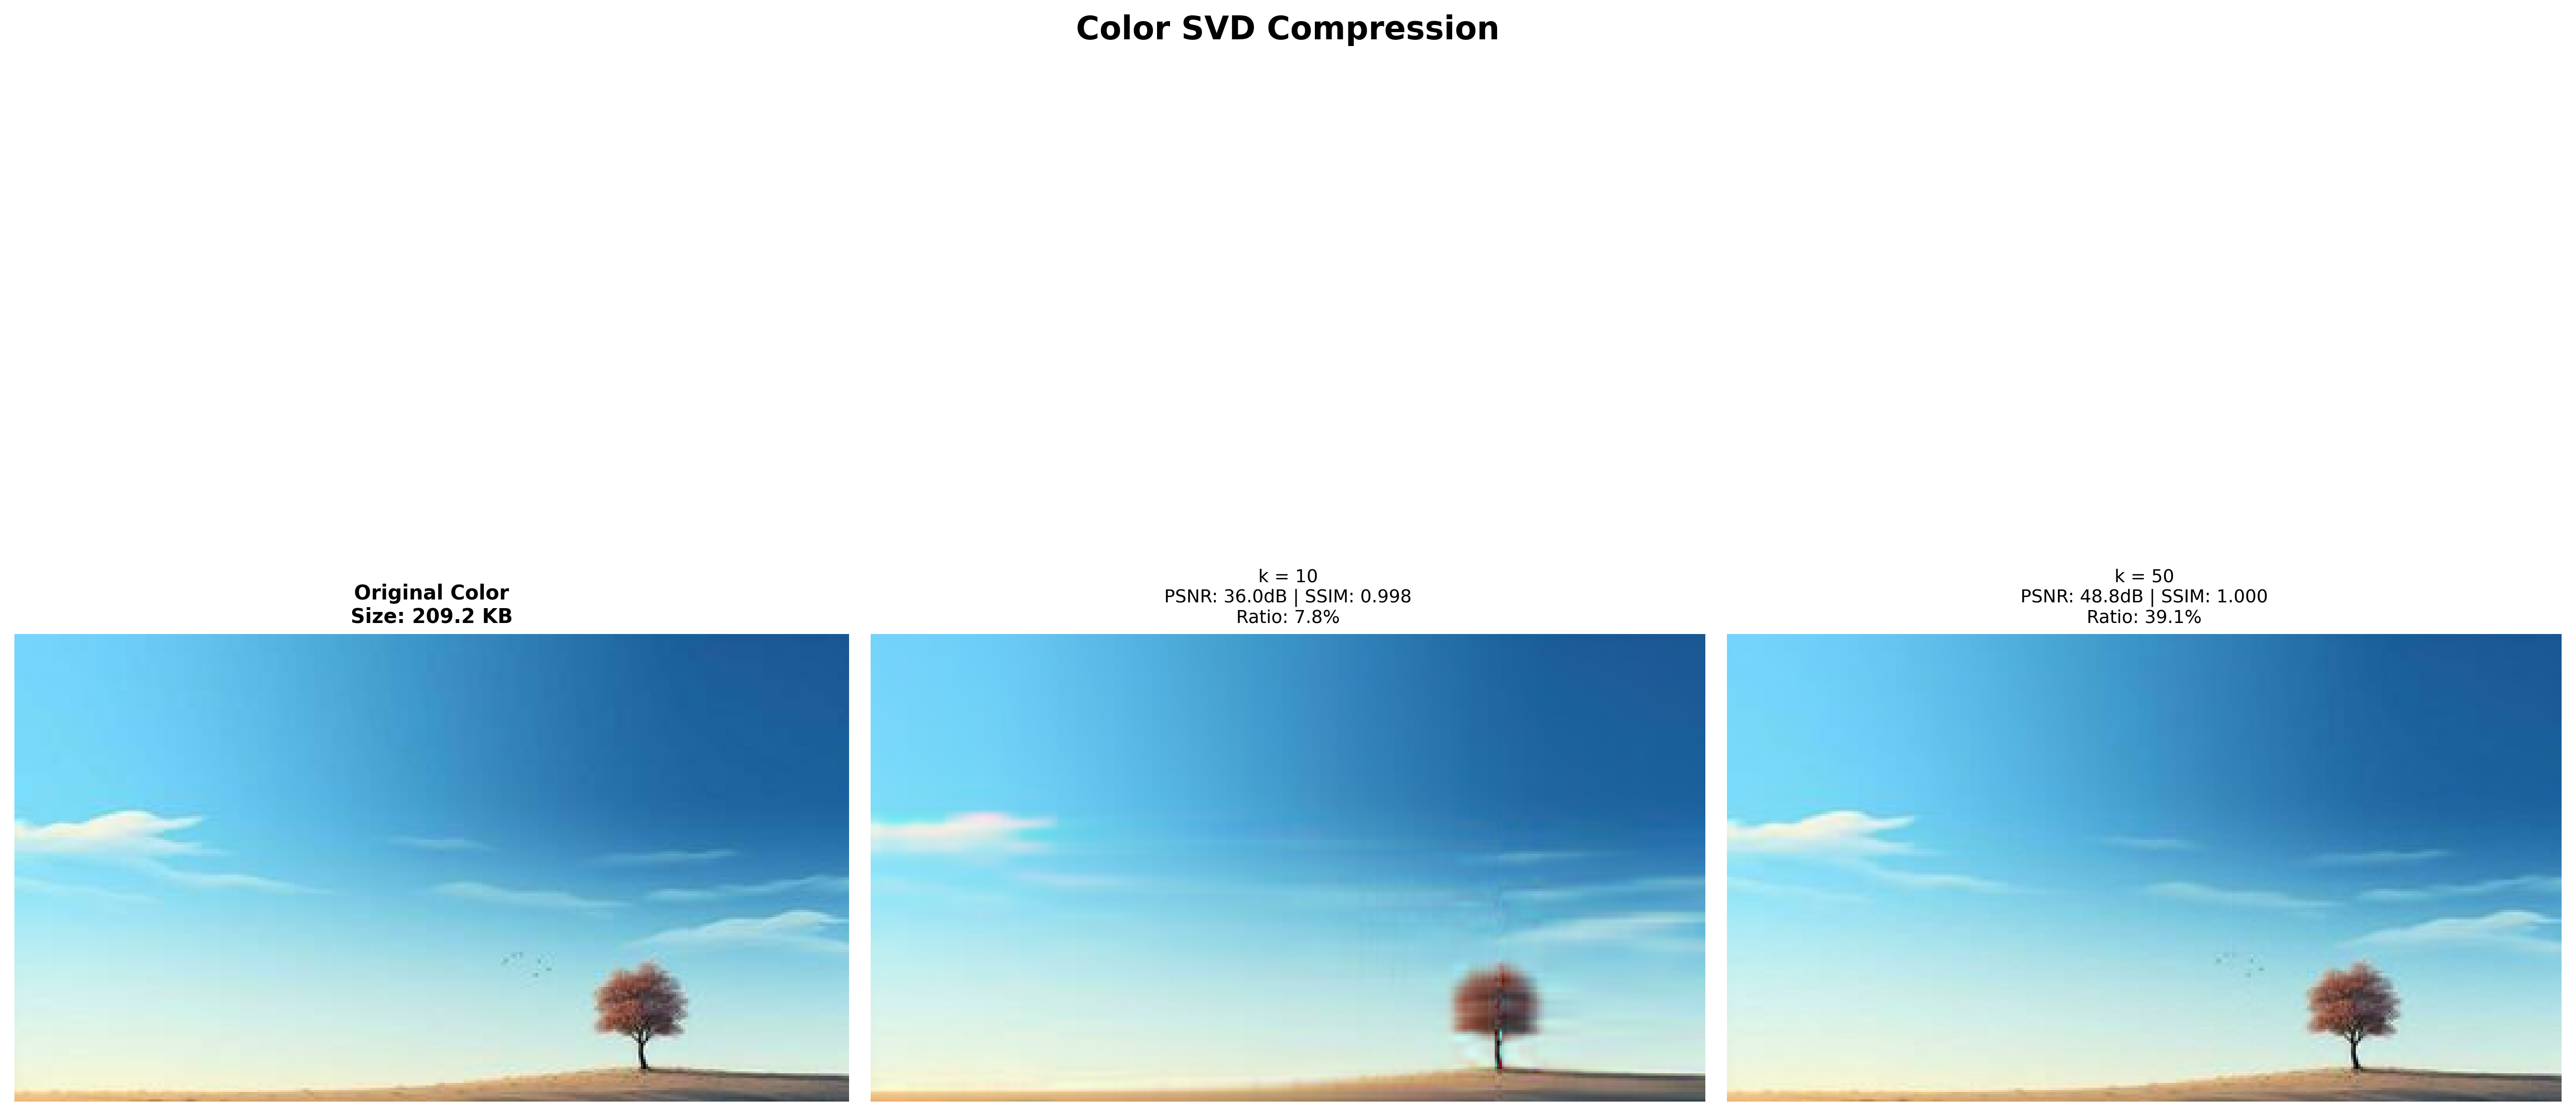 Color SVD Compression
Original Color
Size: 209.2 KB
k = 10
PSNR: 36.0dB | SSIM: 0.998
Ratio: 7.8%
k = 50
PSNR: 48.8dB | SSIM: 1.000
Ratio: 39.1%